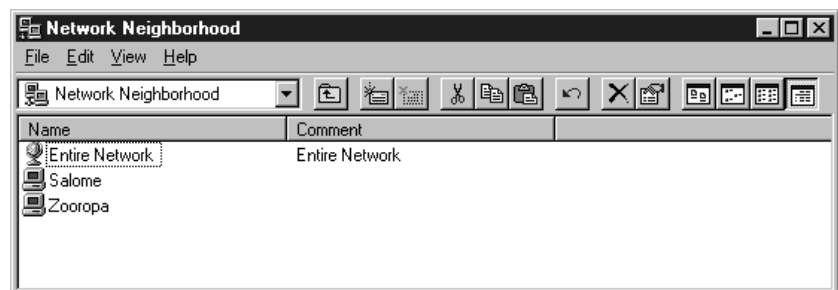 Network Neighborhood
File Edit View Help
Network Neighborhood
Name Comment
Entire Network Entire Network
Salome
Zooropa